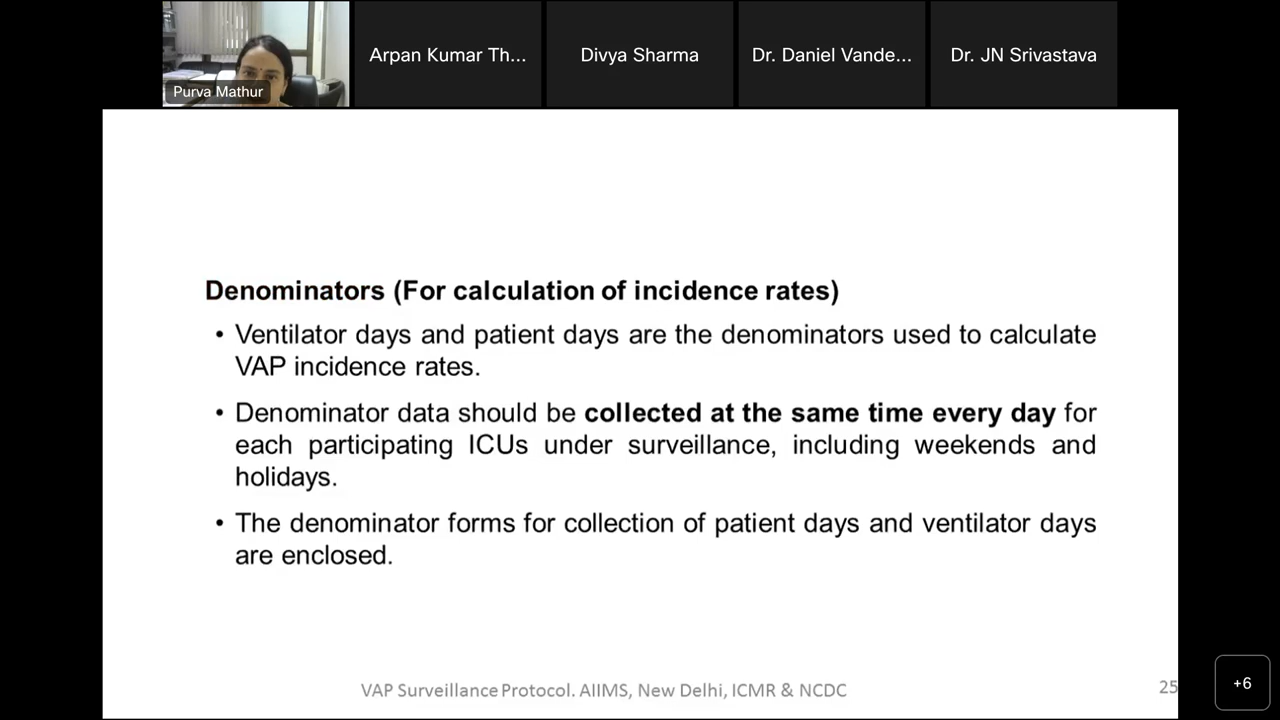 Purva Mathur
Arpan Kumar Th...
Divya Sharma
Dr. Daniel Vande...
Dr. JN Srivastava
Denominators (For calculation of incidence rates)
• Ventilator days and patient days are the denominators used to calculate
VAP incidence rates.
• Denominator data should be collected at the same time every day for
each participating ICUs under surveillance, including weekends and
holidays.
• The denominator forms for collection of patient days and ventilator days
are enclosed.
VAP Surveillance Protocol. AIIMS, New Delhi, ICMR & NCDC
25
+6